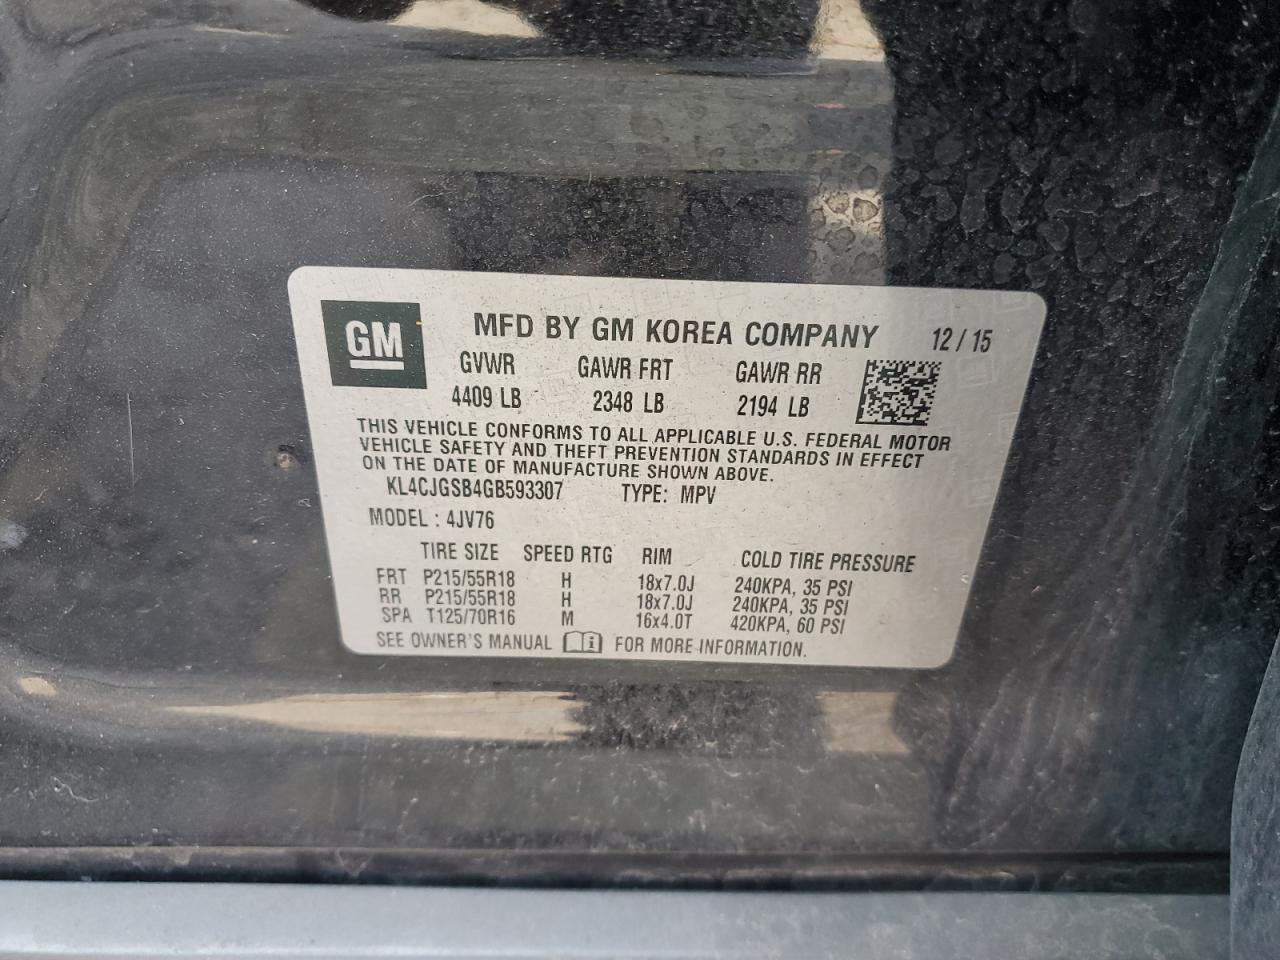 GM
MFD BY GM KOREA COMPANY 12 / 15
GVWR GAWR FRT GAWR RR
4409 LB 2348 LB 2194 LB
THIS VEHICLE CONFORMS TO ALL APPLICABLE U.S. FEDERAL MOTOR
VEHICLE SAFETY AND THEFT PREVENTION STANDARDS IN EFFECT
ON THE DATE OF MANUFACTURE SHOWN ABOVE.
KL4CJGSB4GB593307 TYPE: MPV
MODEL : 4JV76
TIRE SIZE SPEED RTG RIM COLD TIRE PRESSURE
FRT P215/55R18 H 18x7.0J 240KPA, 35 PSI
RR P215/55R18 H 18x7.0J 240KPA, 35 PSI
SPA T125/70R16 M 16x4.0T 420KPA, 60 PSI
SEE OWNER'S MANUAL i FOR MORE INFORMATION.